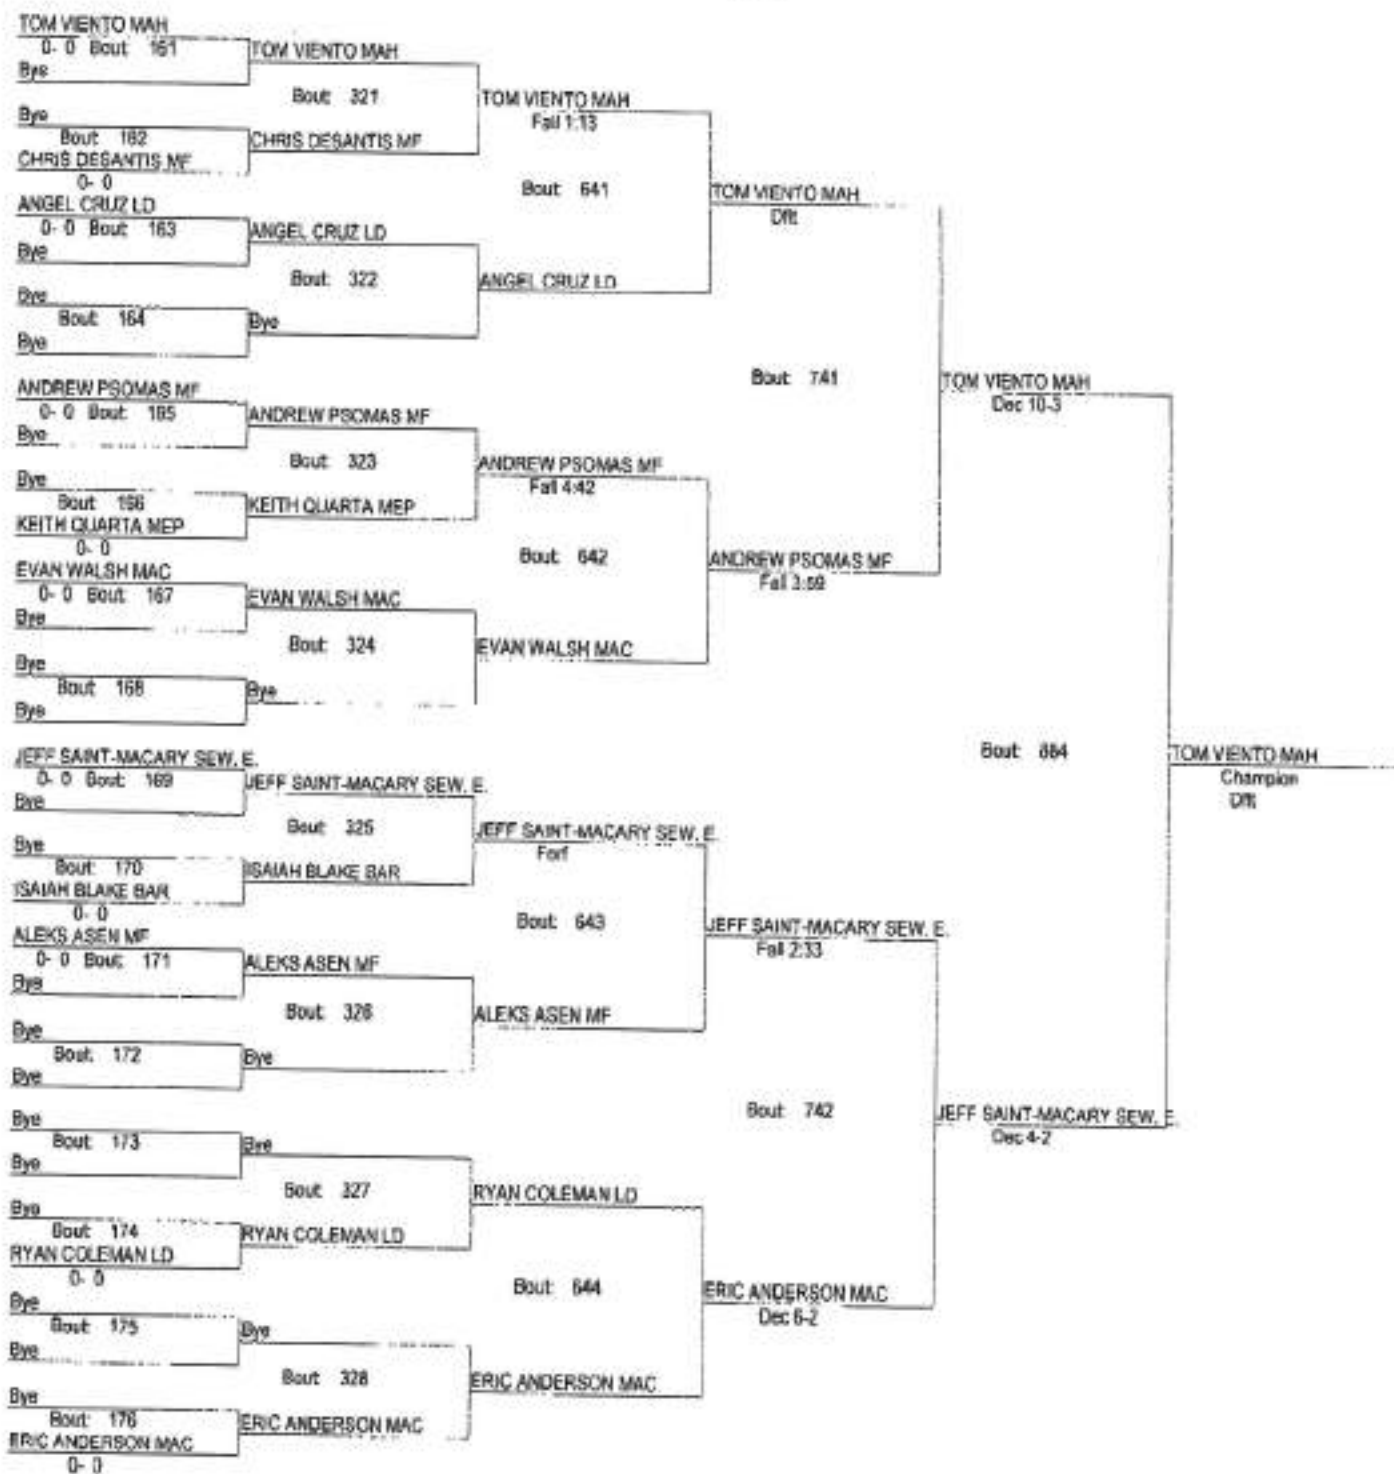 TOM VIENTO MAH
0- 0 Bout 161
Bye
TOM VIENTO MAH
Bout 321
Bye
Bout 162
CHRIS DESANTIS MF
0- 0
CHRIS DESANTIS MF
TOM VIENTO MAH
Fall 1:13
Bout 641
ANGEL CRUZ LD
0- 0 Bout 163
Bye
ANGEL CRUZ LD
Bout 322
Bye
Bout 164
Bye
Bye
ANGEL CRUZ LD
TOM VIENTO MAH
Dflt
Bout 741
ANDREW PSOMAS MF
0- 0 Bout 165
Bye
ANDREW PSOMAS MF
Bout 323
Bye
Bout 166
KEITH QUARTA MEP
0- 0
KEITH QUARTA MEP
ANDREW PSOMAS MF
Fall 4:42
Bout 642
EVAN WALSH MAC
0- 0 Bout 167
Bye
EVAN WALSH MAC
Bout 324
Bye
Bout 168
Bye
Bye
EVAN WALSH MAC
ANDREW PSOMAS MF
Fall 3:59
TOM VIENTO MAH
Dec 10-3
Bout 884
JEFF SAINT-MACARY SEW. E.
0- 0 Bout 169
Bye
JEFF SAINT-MACARY SEW. E.
Bout 325
Bye
Bout 170
ISAIAH BLAKE BAR
0- 0
ISAIAH BLAKE BAR
JEFF SAINT-MACARY SEW. E.
Forf
Bout 643
ALEKS ASEN MF
0- 0 Bout 171
Bye
ALEKS ASEN MF
Bout 326
Bye
Bout 172
Bye
Bye
ALEKS ASEN MF
JEFF SAINT-MACARY SEW. E.
Fall 2:33
Bout 742
Bye
Bout 173
Bye
Bye
Bout 327
Bye
Bout 174
RYAN COLEMAN LD
0- 0
RYAN COLEMAN LD
RYAN COLEMAN LD
Bout 644
Bye
Bout 175
Bye
Bye
Bout 328
Bye
Bout 176
ERIC ANDERSON MAC
0- 0
ERIC ANDERSON MAC
ERIC ANDERSON MAC
ERIC ANDERSON MAC
Dec 6-2
JEFF SAINT-MACARY SEW. E.
Dec 4-2
TOM VIENTO MAH
Champion
Dflt